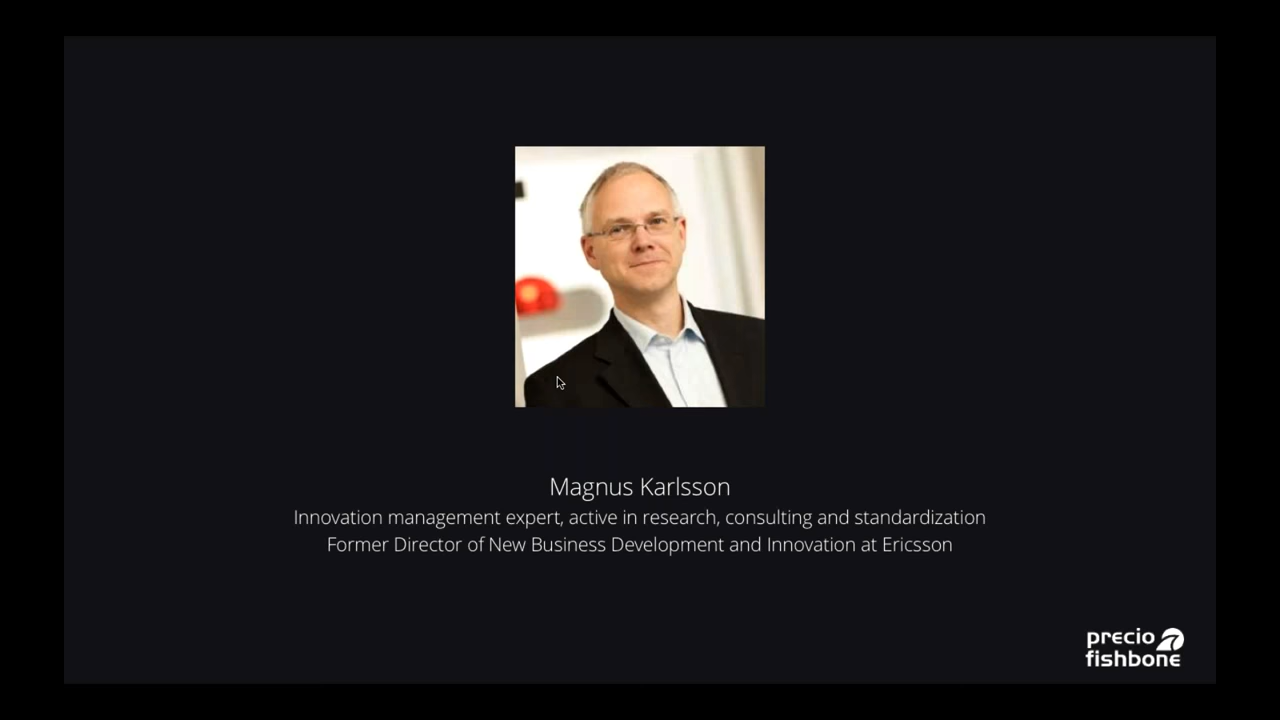 Magnus Karlsson
Innovation management expert, active in research, consulting and standardization
Former Director of New Business Development and Innovation at Ericsson
precio
fishbone